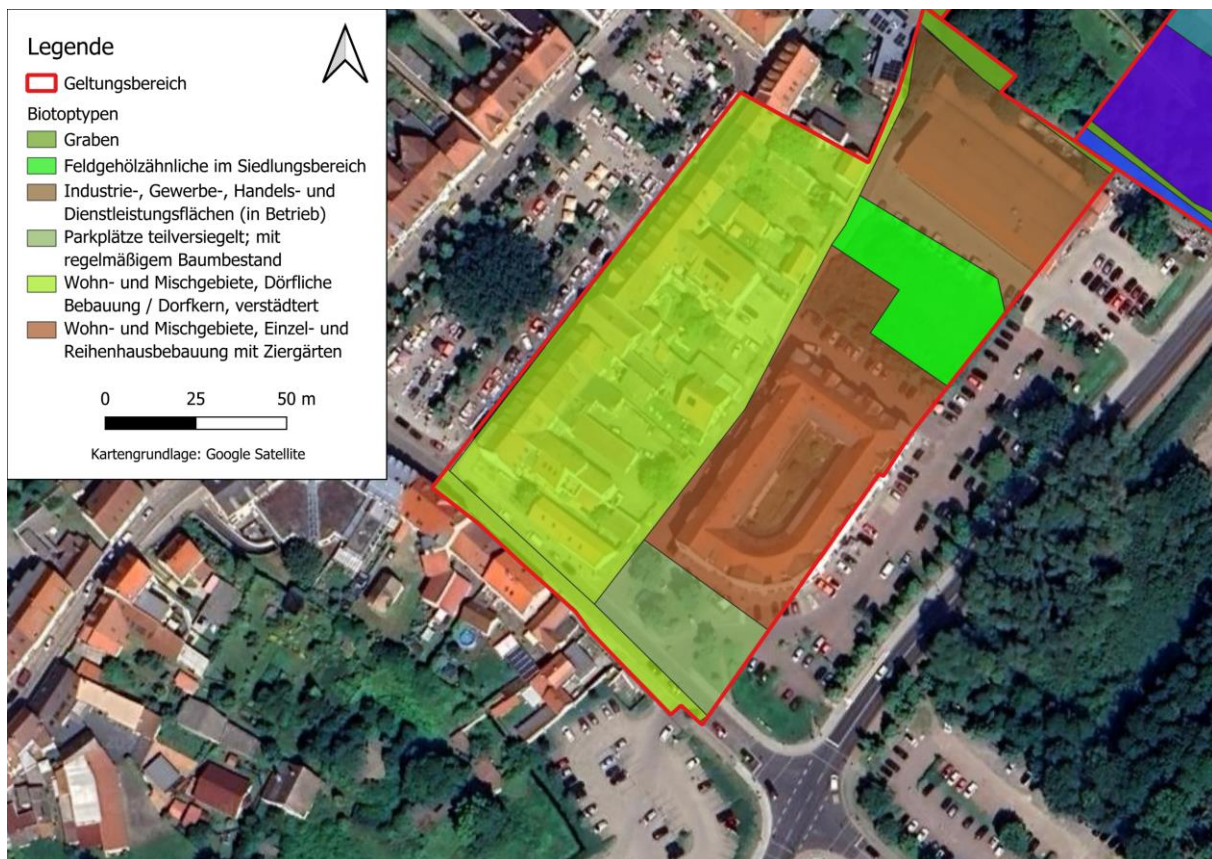 Legende
Geltungsbereich
Biotoptypen
Graben
Feldgehölzähnliche im Siedlungsbereich
Industrie-, Gewerbe-, Handels- und
Dienstleistungsflächen (in Betrieb)
Parkplätze teilversiegelt; mit
regelmäßigem Baumbestand
Wohn- und Mischgebiete, Dörfliche
Bebauung / Dorfkern, verstädtert
Wohn- und Mischgebiete, Einzel- und
Reihenhausbebauung mit Ziergärten
0 25 50 m
Kartengrundlage: Google Satellite